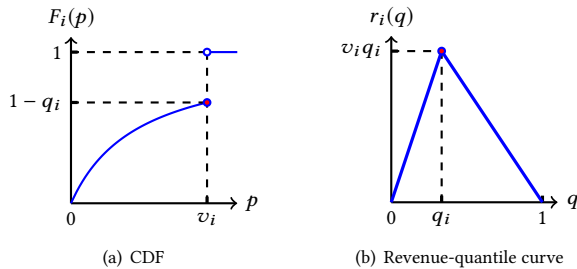 F_i(p)
1
1 − q_i
0
v_i
p
(a) CDF
r_i(q)
v_i q_i
0
q_i
1
q
(b) Revenue-quantile curve